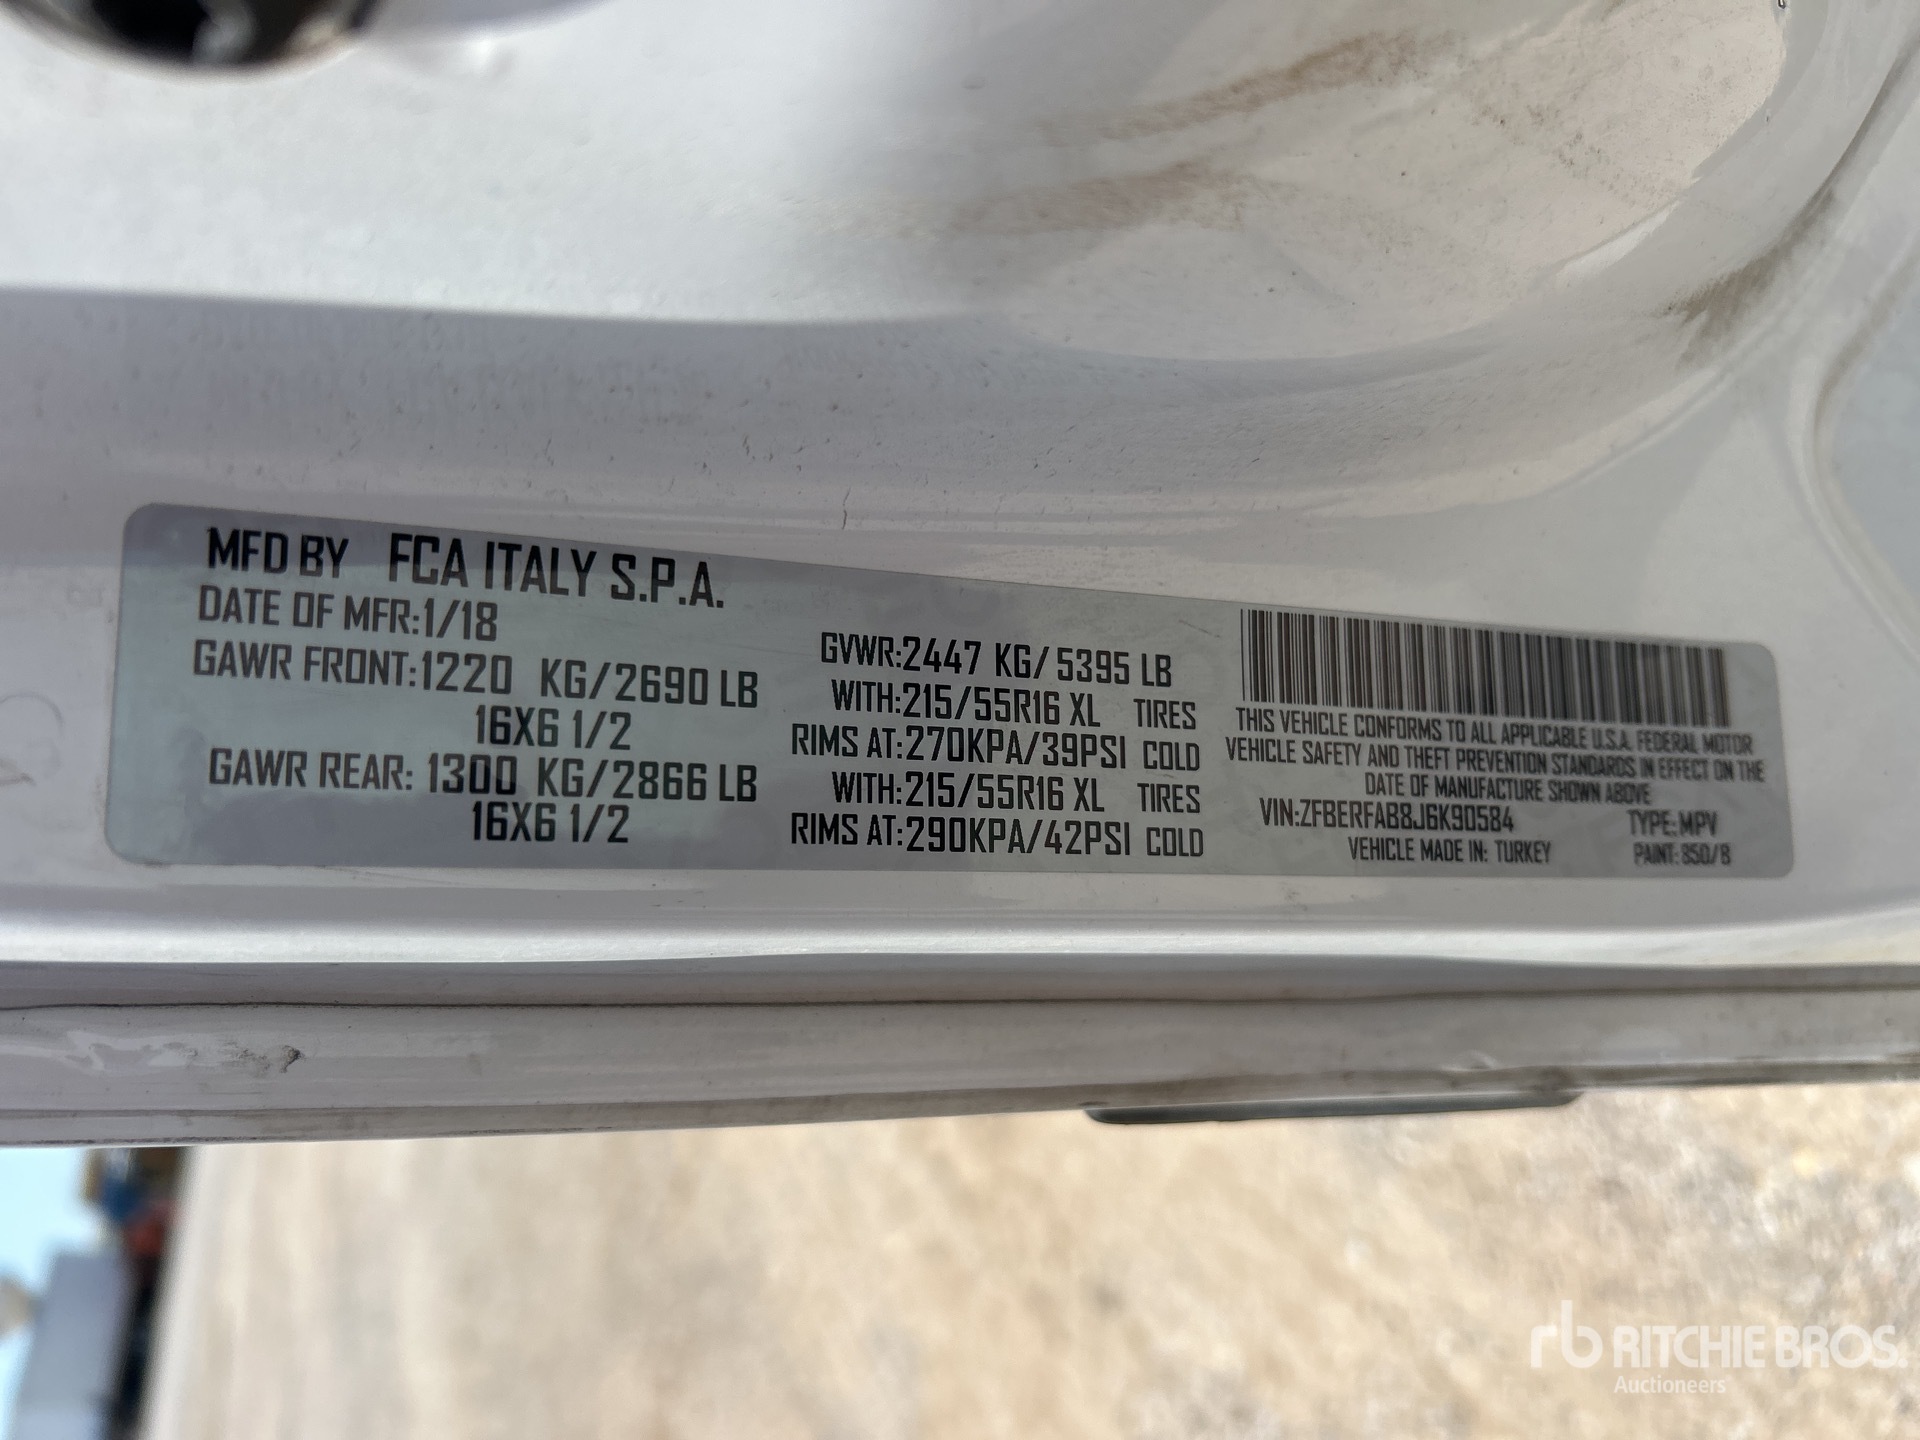 MFD BY FCA ITALY S.P.A.
DATE OF MFR:1/18
GAWR FRONT:1220 KG/2690 LB
16X6 1/2
GAWR REAR: 1300 KG/2866 LB
16X6 1/2
GVWR:2447 KG/5395 LB
WITH:215/55R16 XL TIRES
RIMS AT:270KPA/39PSI COLD
WITH:215/55R16 XL TIRES
RIMS AT:290KPA/42PSI COLD
THIS VEHICLE CONFORMS TO ALL APPLICABLE U.S.A. FEDERAL MOTOR
VEHICLE SAFETY AND THEFT PREVENTION STANDARDS IN EFFECT ON THE
DATE OF MANUFACTURE SHOWN ABOVE
VIN:ZFBERFAB8J6K90584 TYPE:MPV
VEHICLE MADE IN: TURKEY PAINT:850/B
rb RITCHIE BROS.
Auctioneers